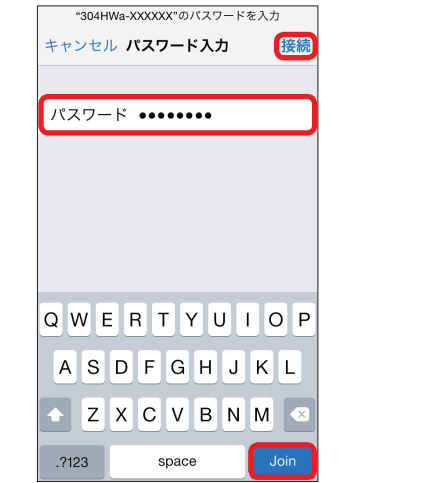 “304HWa-XXXXXX”のパスワードを入力
キャンセル パスワード入力 接続
パスワード ●●●●●●●●
Q W E R T Y U I O P
A S D F G H J K L
Z X C V B N M
.?123 space Join